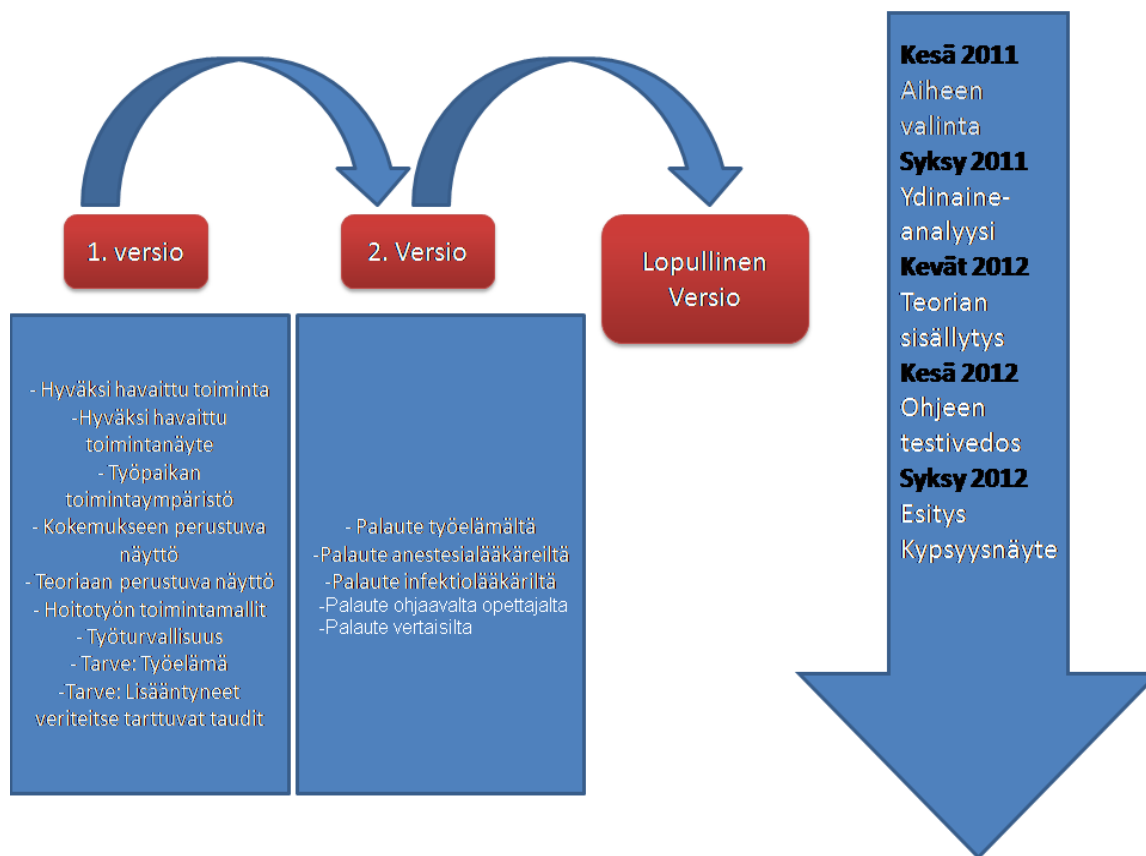 1. versio
2. Versio
Lopullinen
Versio
- Hyväksi havaittu toiminta
-Hyväksi havaittu
toimintanäyte
- Työpaikan
toimintaympäristö
- Kokemukseen perustuva
näyttö
- Teoriaan perustuva näyttö
- Hoitotyön toimintamallit
- Työturvallisuus
- Tarve: Työelämä
-Tarve: Lisääntyneet
veriteitse tarttuvat taudit
- Palaute työelämältä
-Palaute anestesialääkäreiltä
-Palaute infektiolääkäriltä
-Palaute ohjaavalta opettajalta
-Palaute vertaisilta
Kesä 2011
Aiheen
valinta
Syksy 2011
Ydinaine-
analyysi
Kevät 2012
Teorian
sisällytys
Kesä 2012
Ohjeen
testivedos
Syksy 2012
Esitys
Kypsyysnäyte